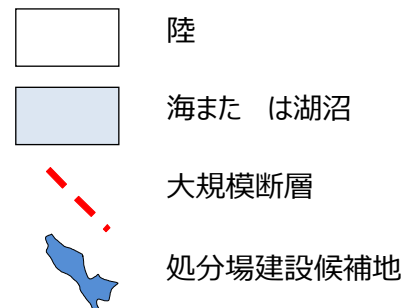 陸
海また は湖沼
大規模断層
処分場建設候補地